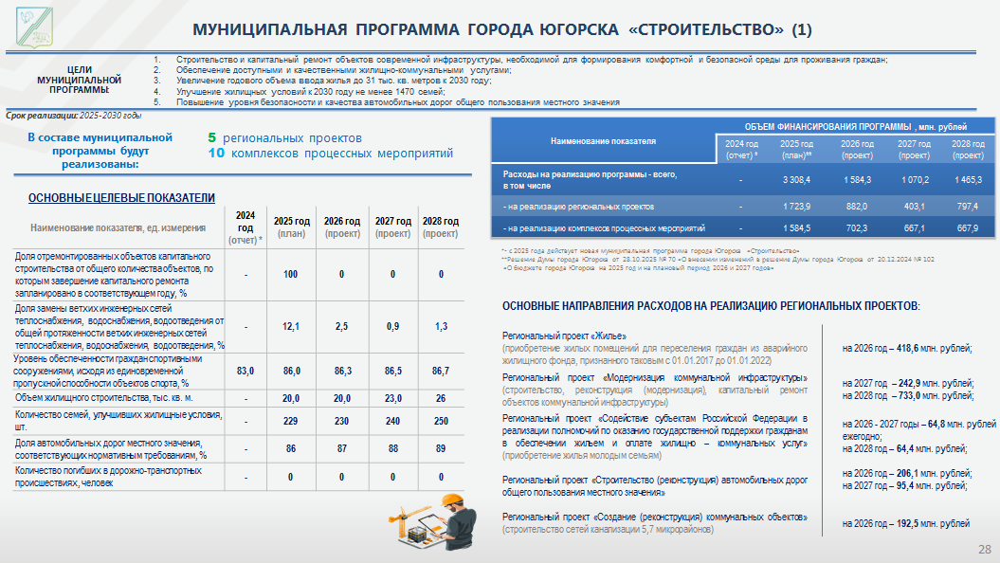 МУНИЦИПАЛЬНАЯ ПРОГРАММА ГОРОДА ЮГОРСКА «СТРОИТЕЛЬСТВО» (1)
ЦЕЛИ
МУНИЦИПАЛЬНОЙ
ПРОГРАММЫ:
1. Строительство и капитальный ремонт объектов современной инфраструктуры, необходимой для формирования комфортной и безопасной среды для проживания граждан;
2. Обеспечение доступными и качественными жилищно-коммунальными услугами;
3. Увеличение годового объема ввода жилья до 31 тыс. кв. метров к 2030 году;
4. Улучшение жилищных условий к 2030 году не менее 1470 семей;
5. Повышение уровня безопасности и качества автомобильных дорог общего пользования местного значения
Срок реализации: 2025-2030 годы
В составе муниципальной
программы будут
реализованы:
5 региональных проектов
10 комплексов процессных мероприятий
ОСНОВНЫЕ ЦЕЛЕВЫЕ ПОКАЗАТЕЛИ
Наименование показателя, ед. измерения
2024
год
(отчет) *
2025 год
(план)
2026 год
(проект)
2027 год
(проект)
2028 год
(проект)
Доля отремонтированных объектов капитального
строительства от общего количества объектов, по
которым завершение капитального ремонта
запланировано в соответствующем году, %
- 100 0 0 0
Доля замены ветхих инженерных сетей
теплоснабжения, водоснабжения, водоотведения от
общей протяженности ветхих инженерных сетей
теплоснабжения, водоснабжения, водоотведения, %
- 12,1 2,5 0,9 1,3
Уровень обеспеченности граждан спортивными
сооружениями, исходя из единовременной
пропускной способности объектов спорта, %
83,0 86,0 86,3 86,5 86,7
Объем жилищного строительства, тыс. кв. м. - 20,0 20,0 23,0 26
Количество семей, улучшивших жилищные условия,
шт.
- 229 230 240 250
Доля автомобильных дорог местного значения,
соответствующих нормативным требованиям, %
- 86 87 88 89
Количество погибших в дорожно-транспортных
происшествиях, человек
- 0 0 0 0
Наименование показателя
ОБЪЕМ ФИНАНСИРОВАНИЯ ПРОГРАММЫ , млн. рублей
2024 год
(отчет) *
2025 год
(план)**
2026 год
(проект)
2027 год
(проект)
2028 год
(проект)
Расходы на реализацию программы - всего,
в том числе
- 3 308,4 1 584,3 1 070,2 1 465,3
- на реализацию региональных проектов - 1 723,9 882,0 403,1 797,4
- на реализацию комплексов процессных мероприятий - 1 584,5 702,3 667,1 667,9
*- с 2025 года действует новая муниципальная программа города Югорска «Строительство»
**Решение Думы города Югорска от 28.10.2025 № 70 «О внесении изменений в решение Думы города Югорска от 20.12.2024 № 102
«О бюджете города Югорска на 2025 год и на плановый период 2026 и 2027 годов»
ОСНОВНЫЕ НАПРАВЛЕНИЯ РАСХОДОВ НА РЕАЛИЗАЦИЮ РЕГИОНАЛЬНЫХ ПРОЕКТОВ:
Региональный проект «Жилье»
(приобретение жилых помещений для переселения граждан из аварийного
жилищного фонда, признанного таковым с 01.01.2017 до 01.01.2022)
на 2026 год – 418,6 млн. рублей;
Региональный проект «Модернизация коммунальной инфраструктуры»
(строительство, реконструкция (модернизация), капитальный ремонт
объектов коммунальной инфраструктуры)
на 2027 год – 242,9 млн. рублей;
на 2028 год – 733,0 млн. рублей;
Региональный проект «Содействие субъектам Российской Федерации в
реализации полномочий по оказанию государственной поддержки гражданам
в обеспечении жильем и оплате жилищно – коммунальных услуг»
(приобретение жилья молодым семьям)
на 2026 - 2027 годы – 64,8 млн. рублей
ежегодно;
на 2028 год – 64,4 млн. рублей;
Региональный проект «Строительство (реконструкция) автомобильных дорог
общего пользования местного значения»
на 2026 год – 206,1 млн. рублей;
на 2027 год – 95,4 млн. рублей;
Региональный проект «Создание (реконструкция) коммунальных объектов»
(строительство сетей канализации 5,7 микрорайонов)
на 2026 год – 192,5 млн. рублей
28